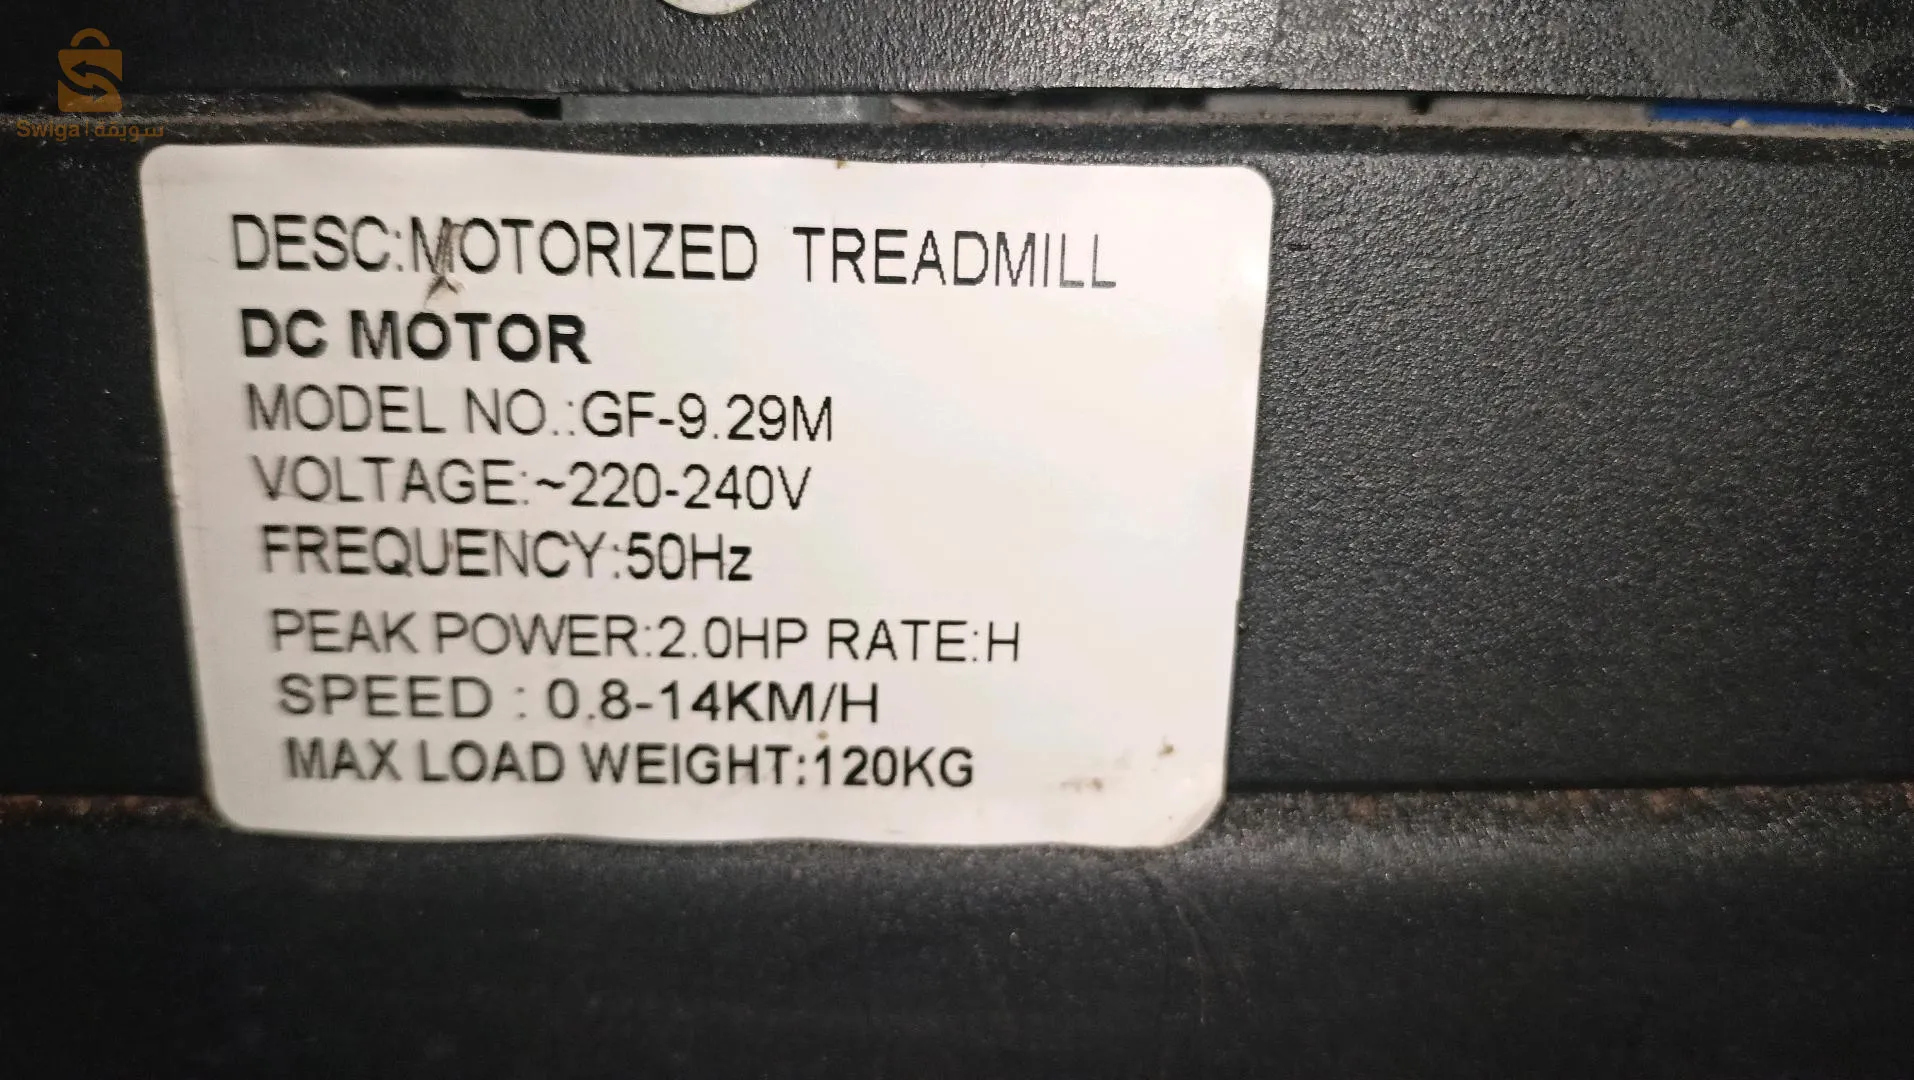 Swiga | سويقة
DESC:MOTORIZED TREADMILL
DC MOTOR
MODEL NO.:GF-9.29M
VOLTAGE:~220-240V
FREQUENCY:50Hz
PEAK POWER:2.0HP RATE:H
SPEED : 0.8-14KM/H
MAX LOAD WEIGHT:120KG